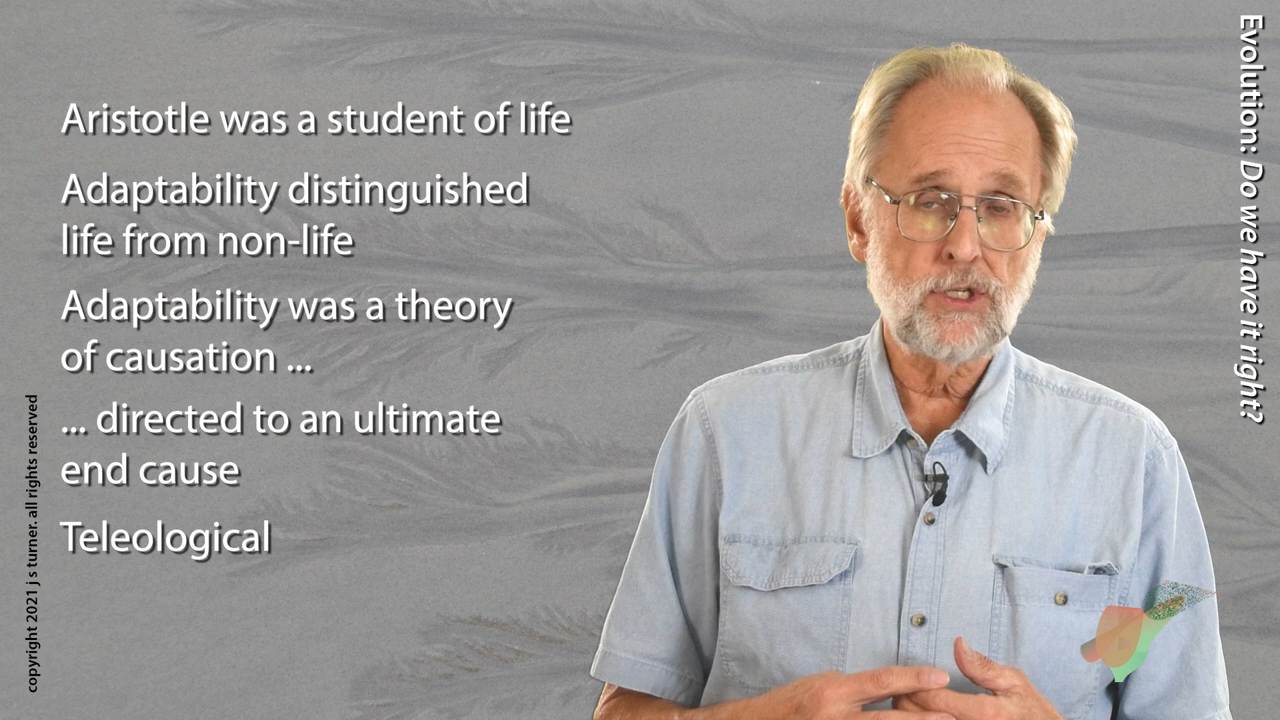 Aristotle was a student of life
Adaptability distinguished
life from non-life
Adaptability was a theory
of causation ...
... directed to an ultimate
end cause
Teleological
Evolution: Do we have it right?
copyright 2021 j s turner. all rights reserved